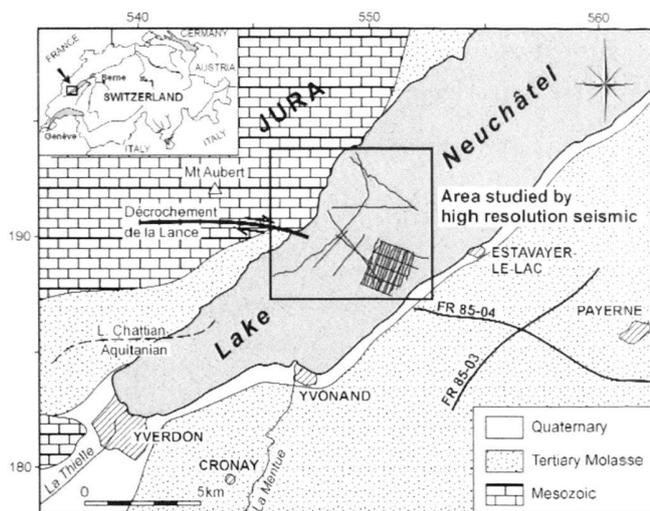 540
550
560
FRANCE
GERMANY
AUSTRIA
Berne
SWITZERLAND
Genève
ITALY
ITALY
JURA
Neuchâtel
Mt Aubert
Décrochement
de la Lance
190
Area studied by
high resolution seismic
ESTAVAYER-
LE-LAC
FR 85-04
PAYERNE
L. Chattian
Aquitanian
Lake
FR 85-03
YVONAND
YVERDON
La Thielle
CRONAY
La Mentue
180
0
5km
Quaternary
Tertiary Molasse
Mesozoic